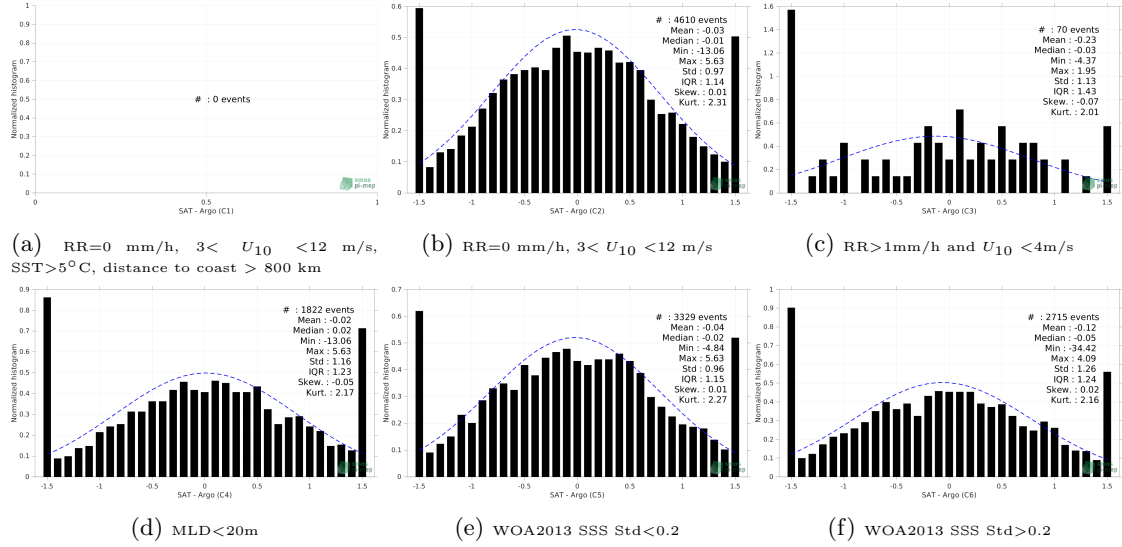 1
0.9
0.8
0.7
0.6
0.5
0.4
0.3
0.2
0.1
0
Normalized histogram
# : 0 events
smos
pi-mep
0 0.5 1
SAT - Argo (C1)
(a) RR=0 mm/h, 3< U10 <12 m/s,
SST>5°C, distance to coast > 800 km
0.6
0.5
0.4
0.3
0.2
0.1
0
Normalized histogram
# : 4610 events
Mean : -0.03
Median : -0.01
Min : -13.06
Max : 5.63
Std : 0.97
IQR : 1.14
Skew. : 0.01
Kurt. : 2.31
smos
pi-mep
-1.5 -1 -0.5 0 0.5 1 1.5
SAT - Argo (C2)
(b) RR=0 mm/h, 3< U10 <12 m/s
1.6
1.4
1.2
1
0.8
0.6
0.4
0.2
0
Normalized histogram
# : 70 events
Mean : -0.23
Median : -0.03
Min : -4.37
Max : 1.95
Std : 1.13
IQR : 1.43
Skew. : -0.07
Kurt. : 2.01
smos
pi-mep
-1.5 -1 -0.5 0 0.5 1 1.5
SAT - Argo (C3)
(c) RR>1mm/h and U10 <4m/s
0.9
0.8
0.7
0.6
0.5
0.4
0.3
0.2
0.1
0
Normalized histogram
# : 1822 events
Mean : -0.02
Median : 0.02
Min : -13.06
Max : 5.63
Std : 1.16
IQR : 1.23
Skew. : -0.05
Kurt. : 2.17
smos
pi-mep
-1.5 -1 -0.5 0 0.5 1 1.5
SAT - Argo (C4)
(d) MLD<20m
0.7
0.6
0.5
0.4
0.3
0.2
0.1
0
Normalized histogram
# : 3329 events
Mean : -0.04
Median : -0.02
Min : -4.84
Max : 5.63
Std : 0.96
IQR : 1.15
Skew. : 0.01
Kurt. : 2.27
smos
pi-mep
-1.5 -1 -0.5 0 0.5 1 1.5
SAT - Argo (C5)
(e) WOA2013 SSS Std<0.2
1
0.9
0.8
0.7
0.6
0.5
0.4
0.3
0.2
0.1
0
Normalized histogram
# : 2715 events
Mean : -0.12
Median : -0.05
Min : -34.42
Max : 4.09
Std : 1.26
IQR : 1.24
Skew. : 0.02
Kurt. : 2.16
smos
pi-mep
-1.5 -1 -0.5 0 0.5 1 1.5
SAT - Argo (C6)
(f) WOA2013 SSS Std>0.2